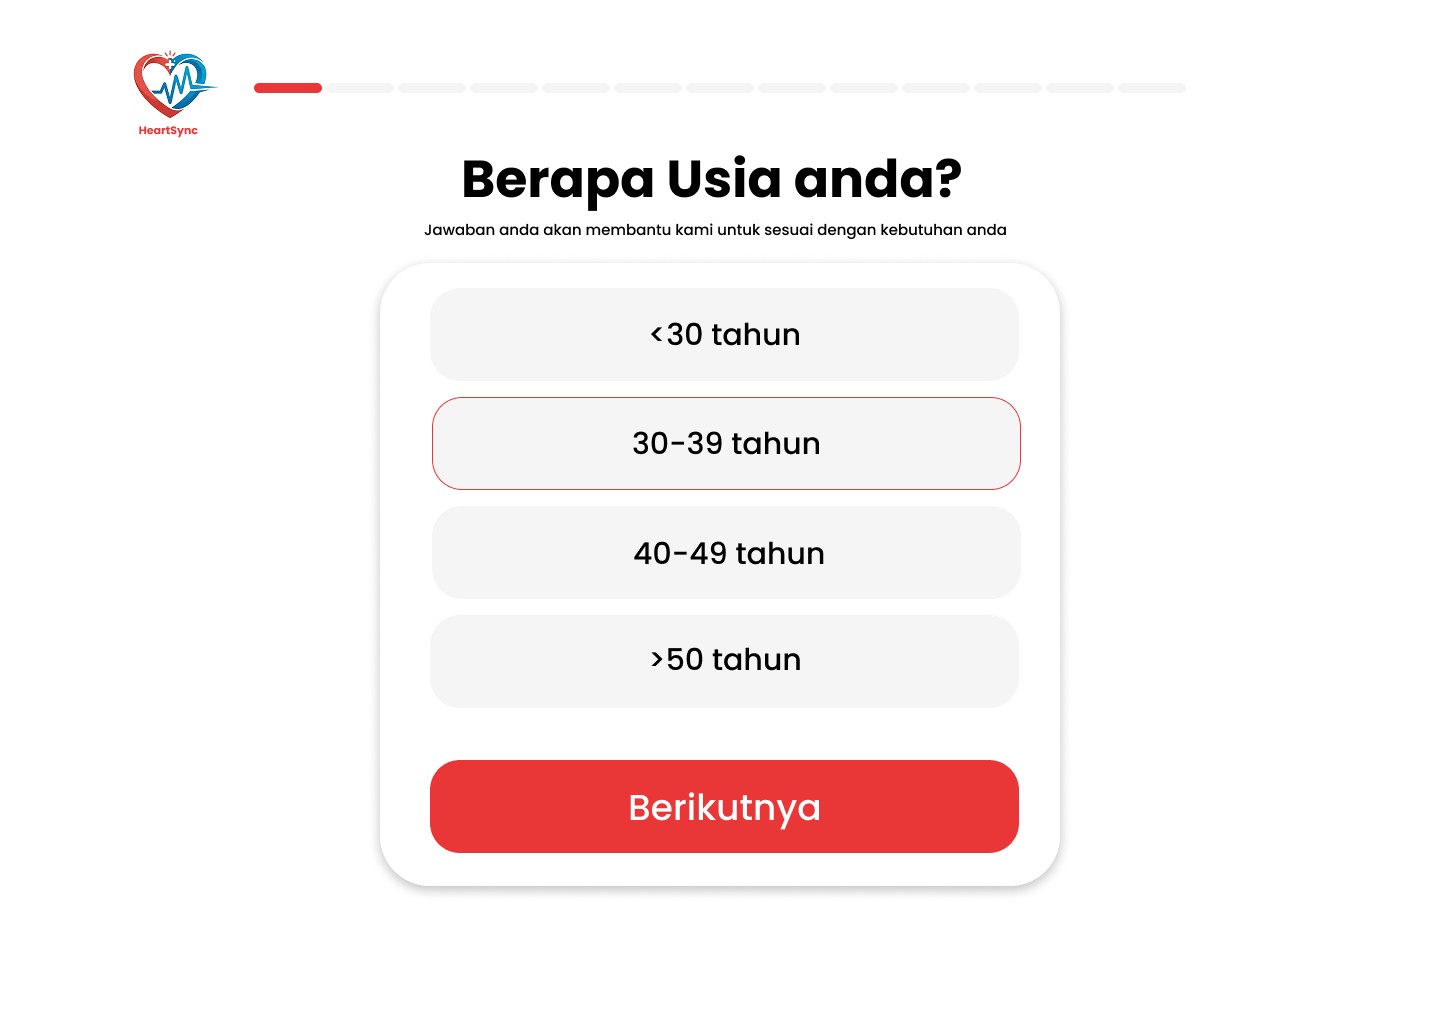 HeartSync
Berapa Usia anda?
Jawaban anda akan membantu kami untuk sesuai dengan kebutuhan anda
<30 tahun
30-39 tahun
40-49 tahun
>50 tahun
Berikutnya